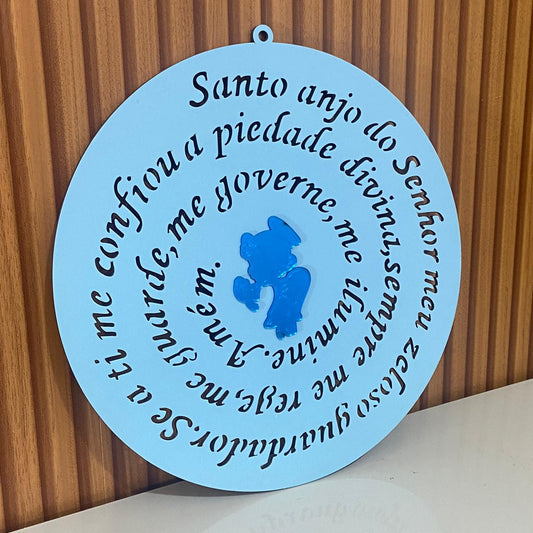 Santo anjo do Senhor meu zeloso guardador.Se a ti me confiou a piedade divina,sempre me rege,me guarde,me governe,me ilumine.Amém.